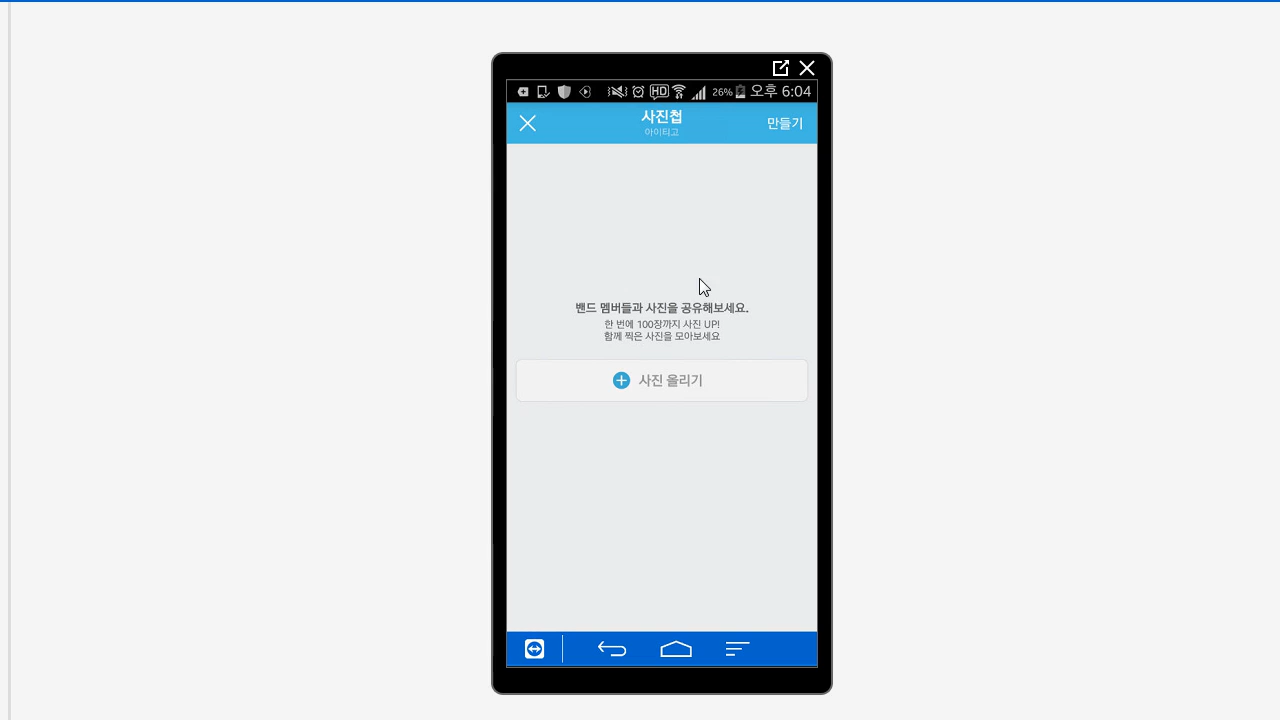 HD 26% 오후 6:04
사진첩
아이티고
만들기
밴드 멤버들과 사진을 공유해보세요.
한 번에 100장까지 사진 UP!
함께 찍은 사진을 모아보세요
사진 올리기